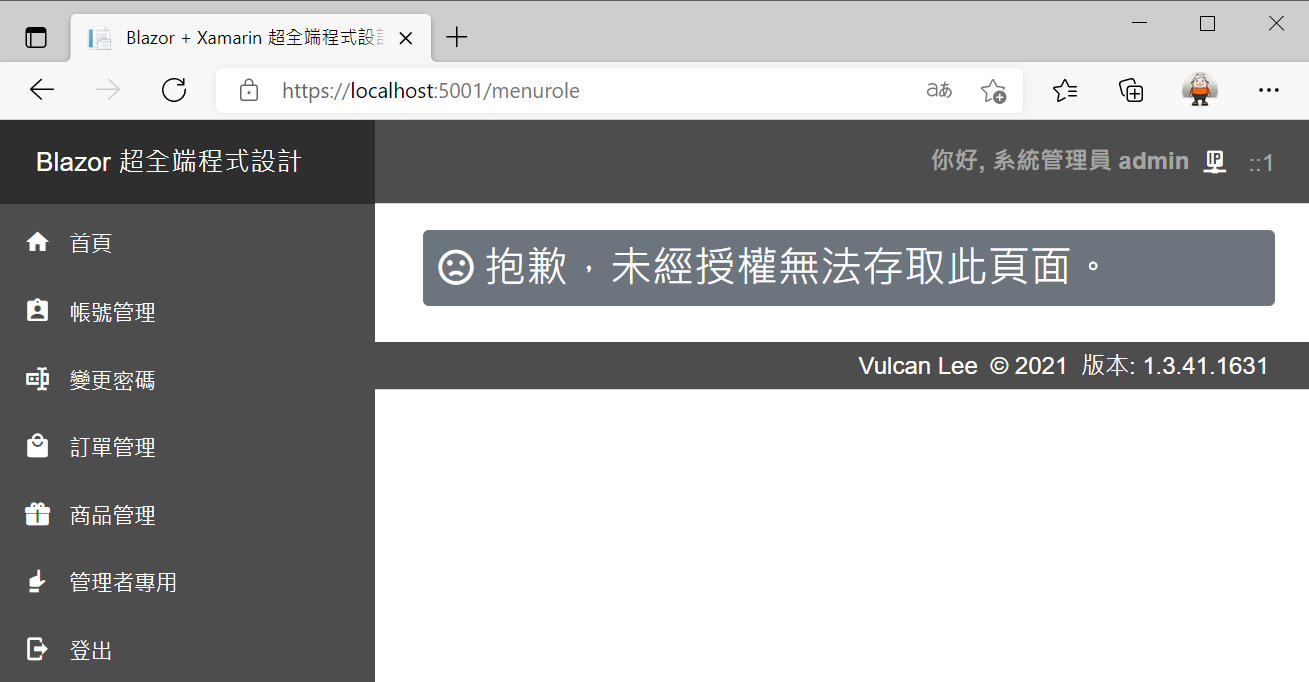 Blazor + Xamarin 超全端程式設計
https://localhost:5001/menurole
aあ
Blazor 超全端程式設計
你好, 系統管理員 admin IP ::1
首頁
帳號管理
變更密碼
訂單管理
商品管理
管理者專用
登出
抱歉，未經授權無法存取此頁面。
Vulcan Lee © 2021 版本: 1.3.41.1631